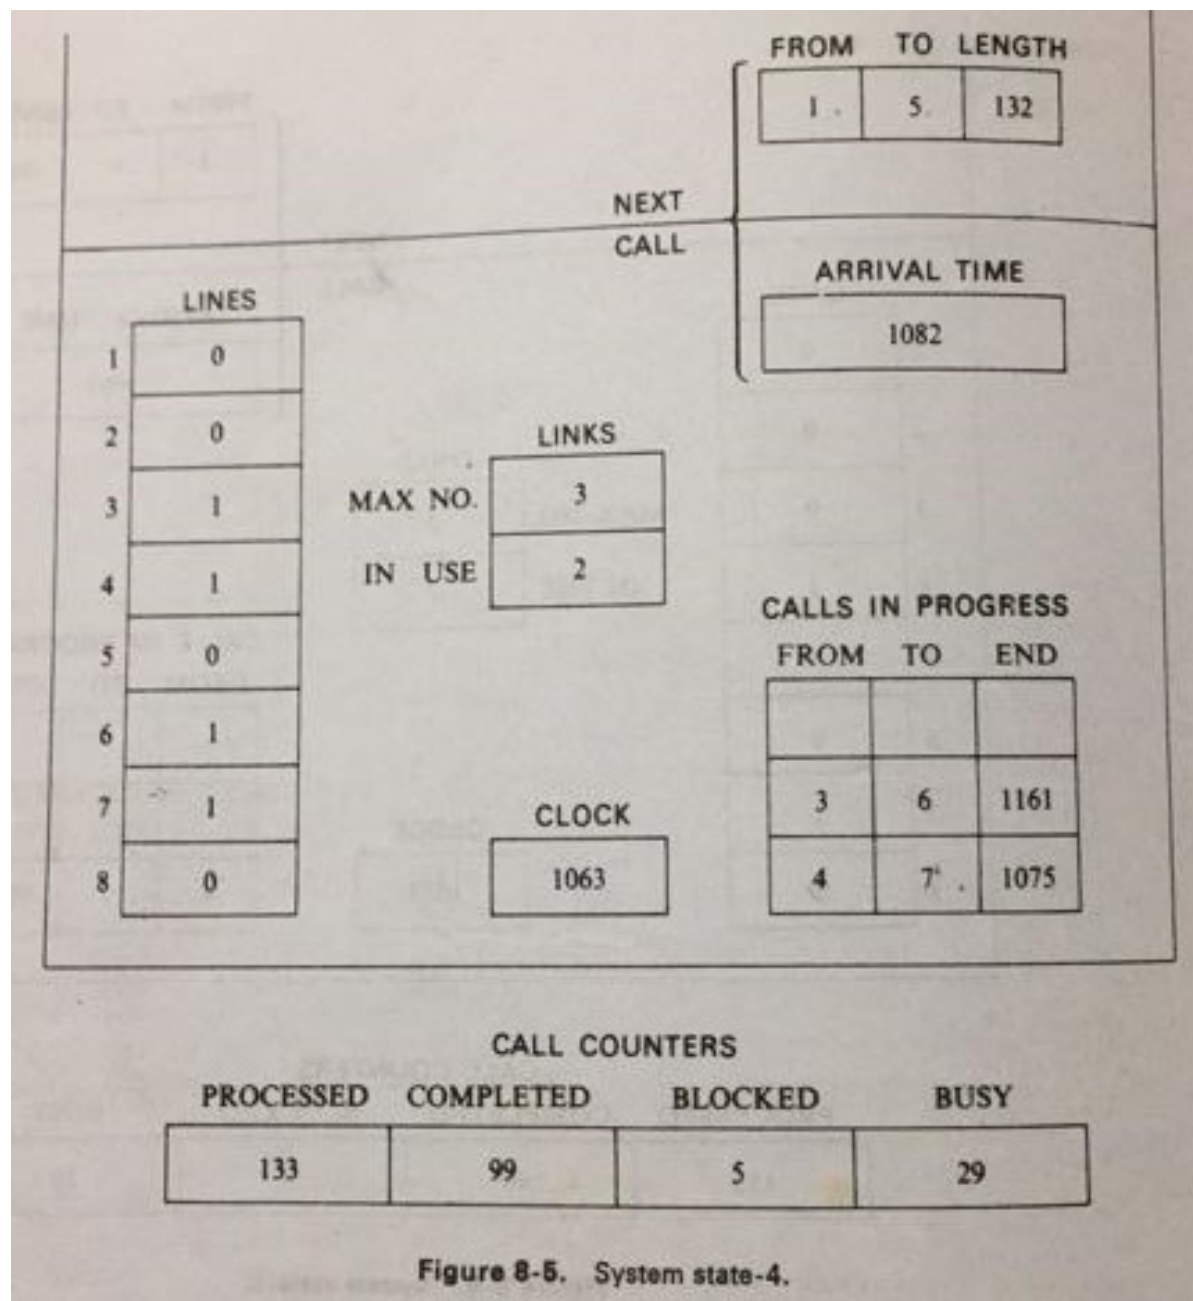 FROM TO LENGTH
1 5 132
NEXT
CALL
ARRIVAL TIME
1082
LINES
1 0
2 0
3 1
4 1
5 0
6 1
7 1
8 0
LINKS
MAX NO. 3
IN USE 2
CLOCK
1063
CALLS IN PROGRESS
FROM TO END
3 6 1161
4 7 1075
CALL COUNTERS
PROCESSED COMPLETED BLOCKED BUSY
133 99 5 29
Figure 8-5. System state-4.